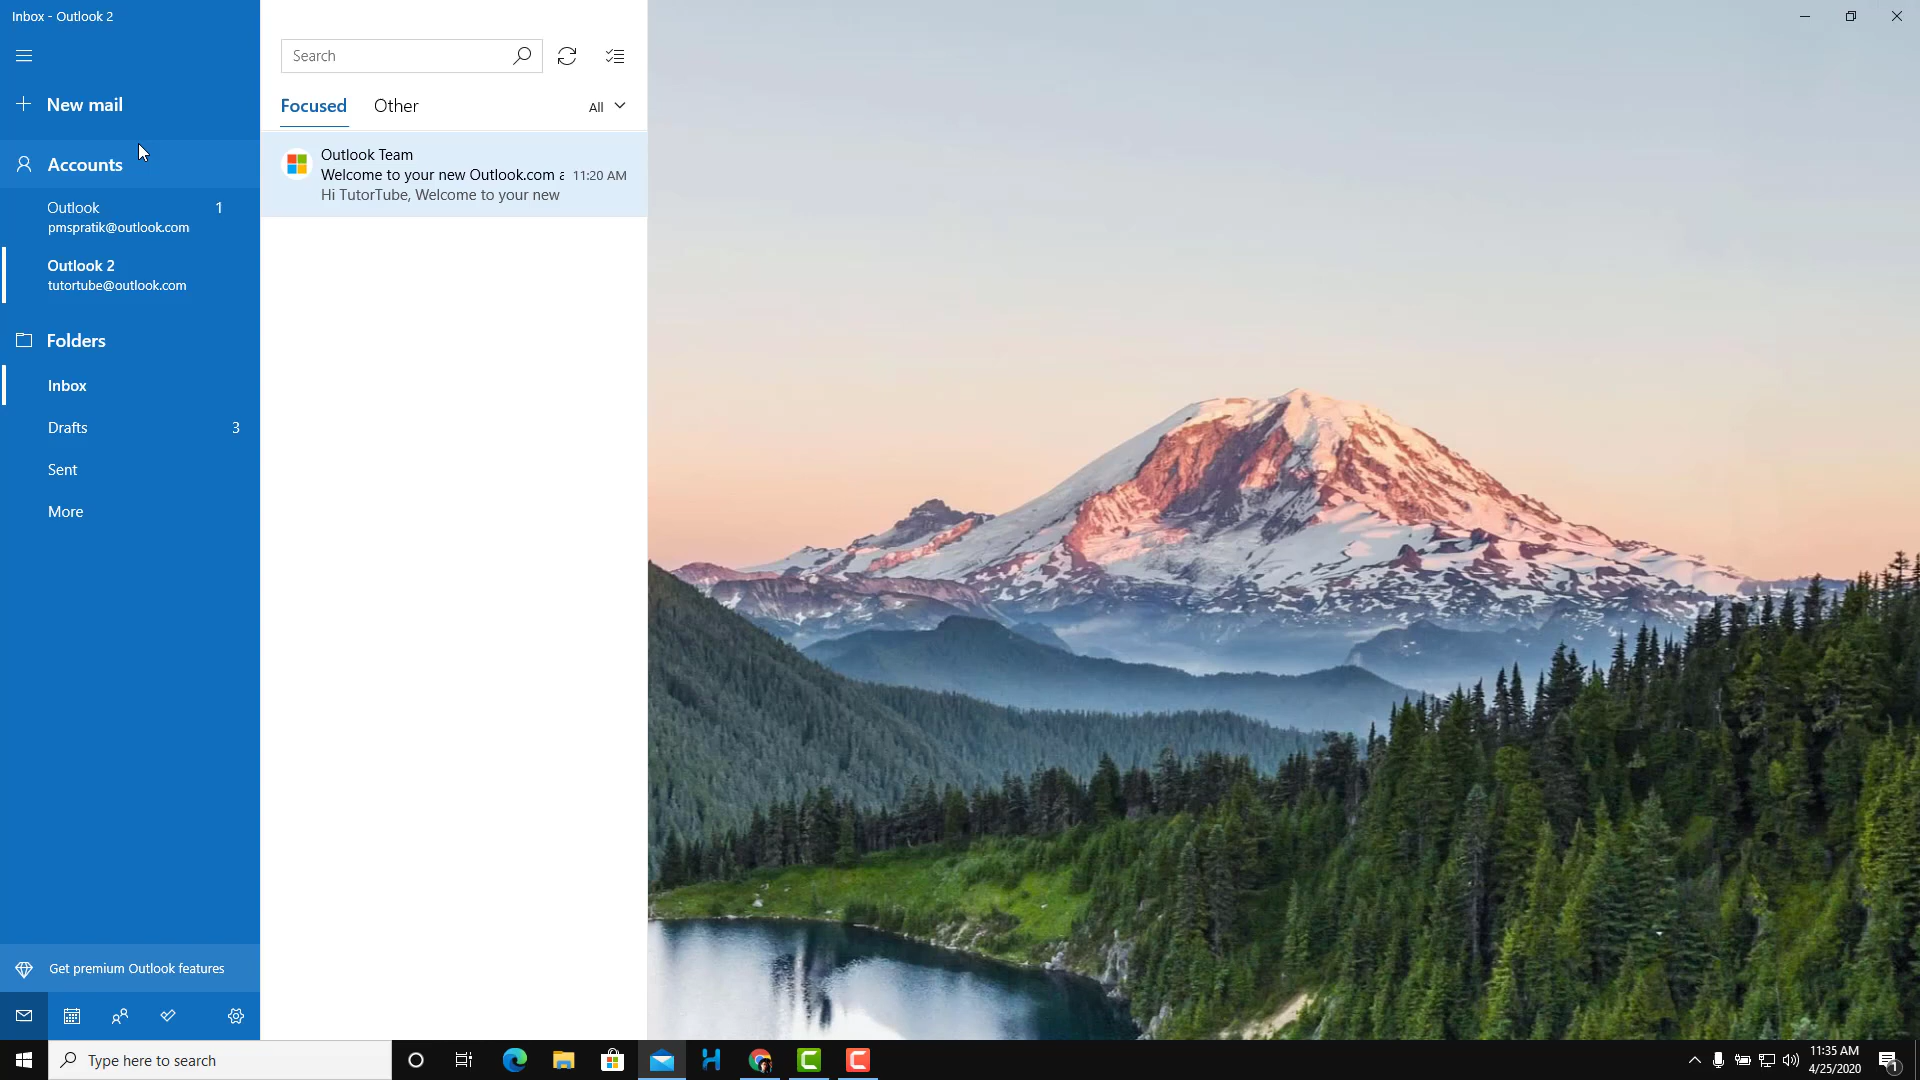 Inbox - Outlook 2
Search
New mail
Focused
Other
All
Accounts
Outlook Team
Welcome to your new Outlook.com a
11:20 AM
Hi TutorTube, Welcome to your new
Outlook
1
pmspratik@outlook.com
Outlook 2
tutortube@outlook.com
Folders
Inbox
Drafts
3
Sent
More
Get premium Outlook features
Type here to search
11:35 AM
4/25/2020
1